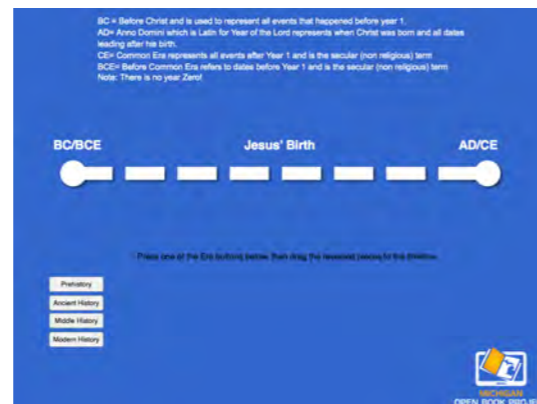 BC = Before Christ and is used to represent all events that happened before year 1.
AD= Anno Domini which is Latin for Year of the Lord represents when Christ was born and all dates
leading after his birth.
CE= Common Era represents all events after Year 1 and is the secular (non religious) term
BCE= Before Common Era refers to dates before Year 1 and is the secular (non religious) term
Note: There is no year Zero!
BC/BCE Jesus' Birth AD/CE
Press one of the Era buttons below then drag the revealed pieces to the timeline.
Prehistory
Ancient History
Middle History
Modern History
MICHIGAN
OPEN BOOK PROJE